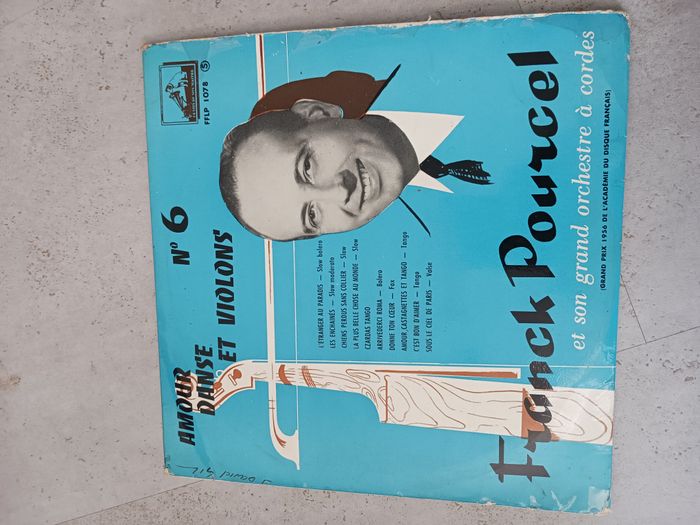 FFLP 1078 Ⓢ
AMOUR
DANSE
ET VIOLONS
Nº 6
L'ÉTRANGER AU PARADIS — Slow boléro
LES ENCHAINÉS — Slow moderato
CHIENS PERDUS SANS COLLIER — Slow
LA PLUS BELLE CHOSE AU MONDE — Slow
CZARDAS TANGO
ARRIVEDERCI ROMA — Boléro
DONNE TON CŒUR — Fox
AMOUR, CASTAGNETTES ET TANGO — Tango
C'EST BON D'AIMER — Tango
SOUS LE CIEL DE PARIS — Valse
Franck Pourcel
et son grand orchestre à cordes
(GRAND PRIX 1956 DE L'ACADÉMIE DU DISQUE FRANÇAIS)